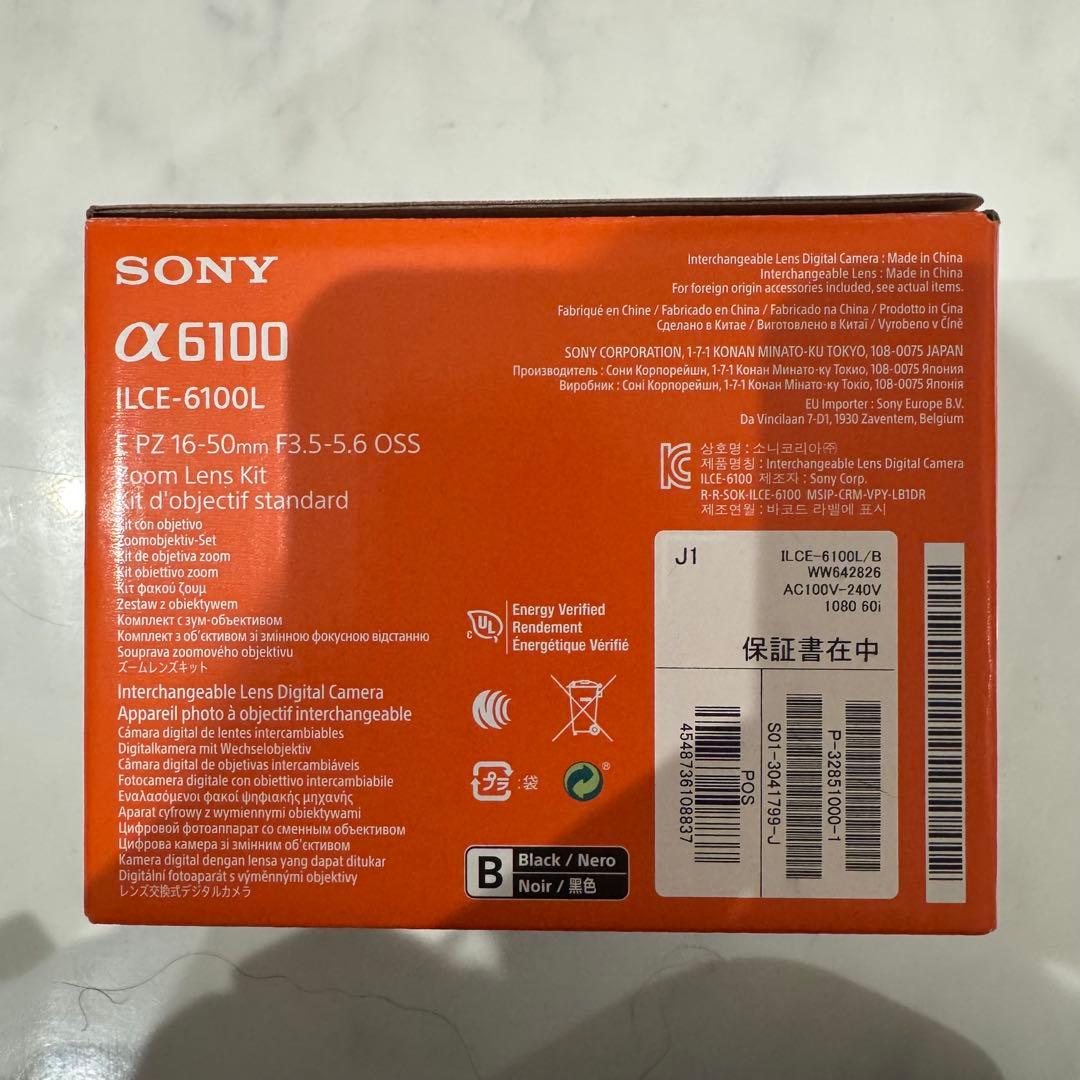 SONY
α6100
ILCE-6100L
E PZ 16-50mm F3.5-5.6 OSS
Zoom Lens Kit
Kit d'objectif standard
Kit con objetivo
Zoomobjektiv-Set
Kit de objetiva zoom
Kit obiettivo zoom
Κιτ φακού ζουμ
Zestaw z obiektywem
Комплект с зум-объективом
Комплект з об'єктивом зі змінною фокусною відстанню
Souprava zoomového objektivu
ズームレンズキット
Interchangeable Lens Digital Camera
Appareil photo à objectif interchangeable
Cámara digital de lentes intercambiables
Digitalkamera mit Wechselobjektiv
Câmara digital de objetivas intercambiáveis
Fotocamera digitale con obiettivo intercambiabile
Εναλασόμενοι φακοί ψηφιακής μηχανής
Aparat cyfrowy z wymiennymi obiektywami
Цифровой фотоаппарат со сменным объективом
Цифрова камера зі змінним об'єктивом
Kamera digital dengan lensa yang dapat ditukar
Digitální fotoaparát s výměnnými objektivy
レンズ交換式デジタルカメラ
Interchangeable Lens Digital Camera : Made in China
Interchangeable Lens : Made in China
For foreign origin accessories included, see actual items.
Fabriqué en Chine / Fabricado en China / Fabricado na China / Prodotto in Cina
Сделано в Китае / Виготовлено в Китаї / Vyrobeno v Číně
SONY CORPORATION, 1-7-1 KONAN MINATO-KU TOKYO, 108-0075 JAPAN
Производитель : Сони Корпорейшн, 1-7-1 Конан Минато-ку Токио, 108-0075 Япония
Виробник : Соні Корпорейшн, 1-7-1 Конан Мінато-ку Токіо, 108-0075 Японія
EU Importer : Sony Europe B.V.
Da Vincilaan 7-D1, 1930 Zaventem, Belgium
상호명 : 소니코리아㈜
제품명칭 : Interchangeable Lens Digital Camera
ILCE-6100 제조자 : Sony Corp.
R-R-SOK-ILCE-6100 MSIP-CRM-VPY-LB1DR
제조연월 : 바코드 라벨에 표시
J1
ILCE-6100L/B
WW642826
AC100V-240V
1080 60i
保証書在中
POS
4548736108837
S01-3041799-J
P-32851000-1
C UL
Energy Verified
Rendement
Énergétique Vérifié
プラ :袋
®
B
Black / Nero
Noir / 黑色